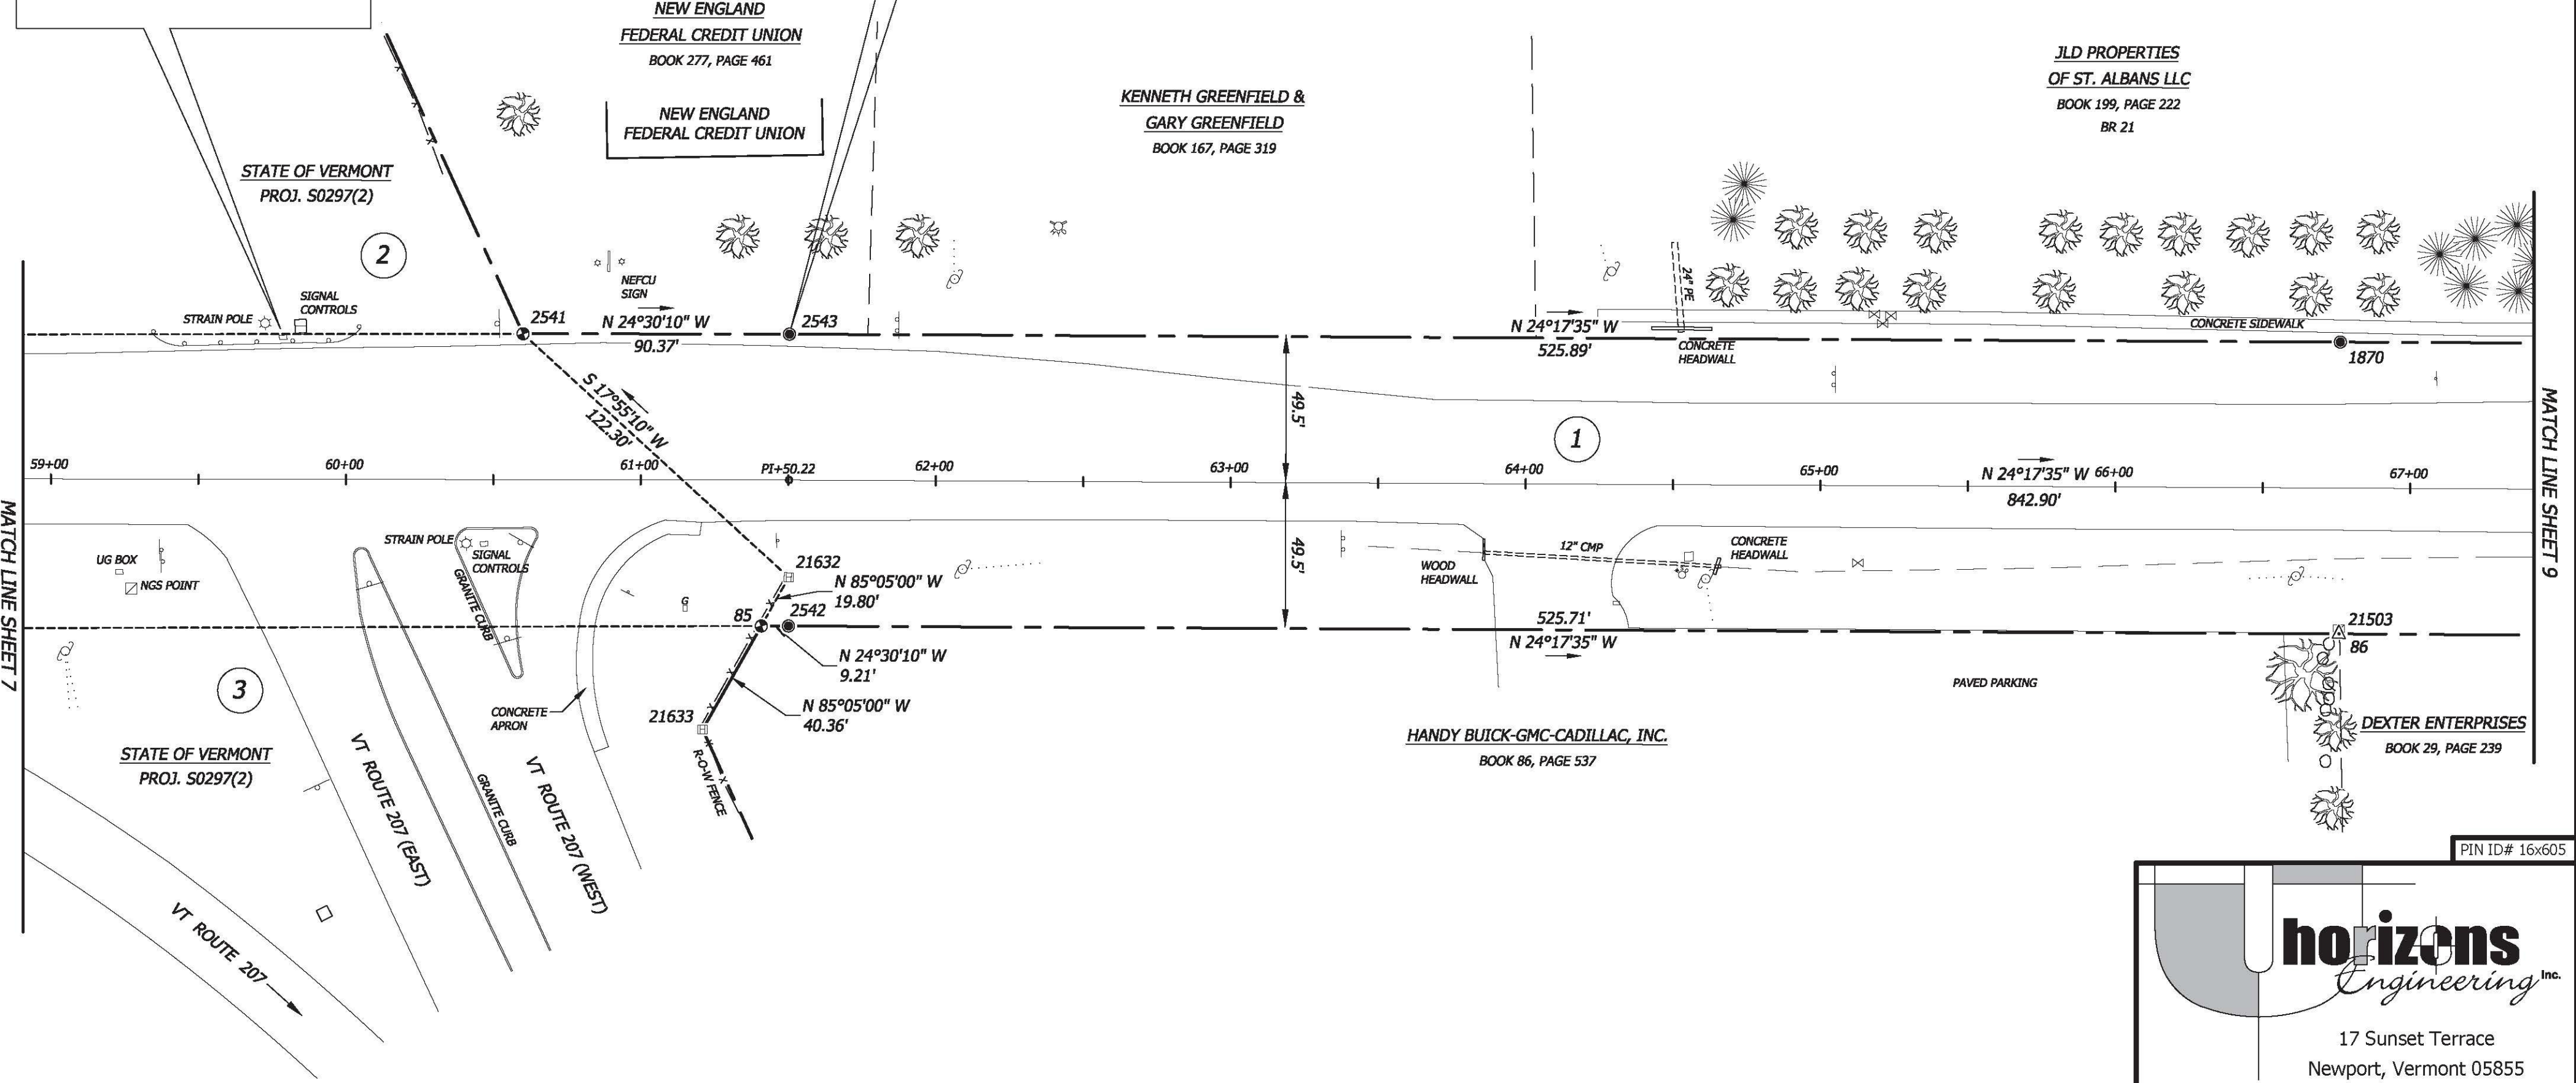 NEW ENGLAND
FEDERAL CREDIT UNION
BOOK 277, PAGE 461
NEW ENGLAND
FEDERAL CREDIT UNION
KENNETH GREENFIELD &
GARY GREENFIELD
BOOK 167, PAGE 319
JLD PROPERTIES
OF ST. ALBANS LLC
BOOK 199, PAGE 222
BR 21
STATE OF VERMONT
PROJ. S0297(2)
2
NEFCU
SIGN
SIGNAL
CONTROLS
STRAIN POLE
2541
N 24°30'10" W
90.37'
2543
24" PE
N 24°17'35" W
525.89'
CONCRETE
HEADWALL
CONCRETE SIDEWALK
1870
S 17°55'10" W
122.30'
49.5'
1
MATCH LINE SHEET 7
MATCH LINE SHEET 9
59+00
60+00
61+00
PI+50.22
62+00
63+00
64+00
65+00
N 24°17'35" W
66+00
842.90'
67+00
STRAIN POLE
SIGNAL
CONTROLS
GRANITE CURB
UG BOX
NGS POINT
G
21632
N 85°05'00" W
19.80'
85
2542
N 24°30'10" W
9.21'
N 85°05'00" W
40.36'
21633
R-O-W FENCE
49.5'
WOOD
HEADWALL
12" CMP
CONCRETE
HEADWALL
525.71'
N 24°17'35" W
21503
86
PAVED PARKING
3
STATE OF VERMONT
PROJ. S0297(2)
CONCRETE
APRON
VT ROUTE 207 (EAST)
GRANITE CURB
VT ROUTE 207 (WEST)
VT ROUTE 207
HANDY BUICK-GMC-CADILLAC, INC.
BOOK 86, PAGE 537
DEXTER ENTERPRISES
BOOK 29, PAGE 239
PIN ID# 16x605
horizons
Engineering Inc.
17 Sunset Terrace
Newport, Vermont 05855